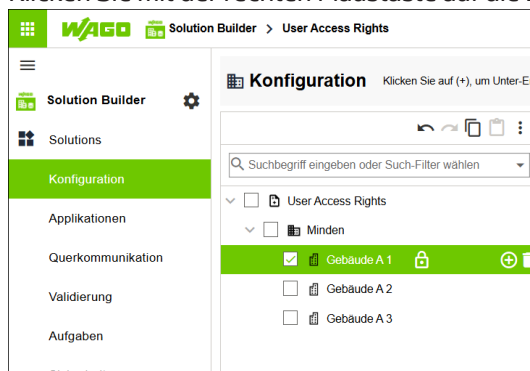 WAGO Solution Builder > User Access Rights
Konfiguration Klicken Sie auf (+), um Unter-E
Solution Builder
Solutions
Suchbegriff eingeben oder Such-Filter wählen
Konfiguration
User Access Rights
Applikationen
Minden
Querkommunikation
Gebäude A 1
Validierung
Gebäude A 2
Aufgaben
Gebäude A 3